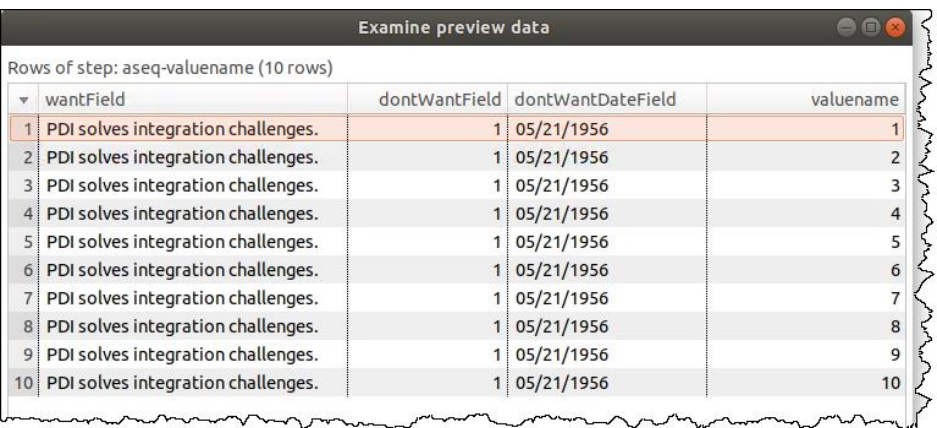 Examine preview data
Rows of step: aseq-valuename (10 rows)
wantField dontWantField dontWantDateField valuename
1 PDI solves integration challenges. 1 05/21/1956 1
2 PDI solves integration challenges. 1 05/21/1956 2
3 PDI solves integration challenges. 1 05/21/1956 3
4 PDI solves integration challenges. 1 05/21/1956 4
5 PDI solves integration challenges. 1 05/21/1956 5
6 PDI solves integration challenges. 1 05/21/1956 6
7 PDI solves integration challenges. 1 05/21/1956 7
8 PDI solves integration challenges. 1 05/21/1956 8
9 PDI solves integration challenges. 1 05/21/1956 9
10 PDI solves integration challenges. 1 05/21/1956 10